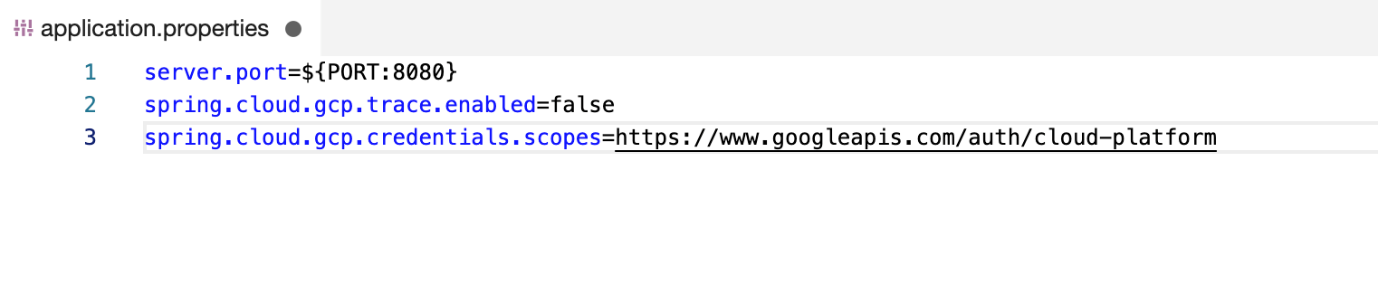 application.properties
1 server.port=${PORT:8080}
2 spring.cloud.gcp.trace.enabled=false
3 spring.cloud.gcp.credentials.scopes=https://www.googleapis.com/auth/cloud-platform